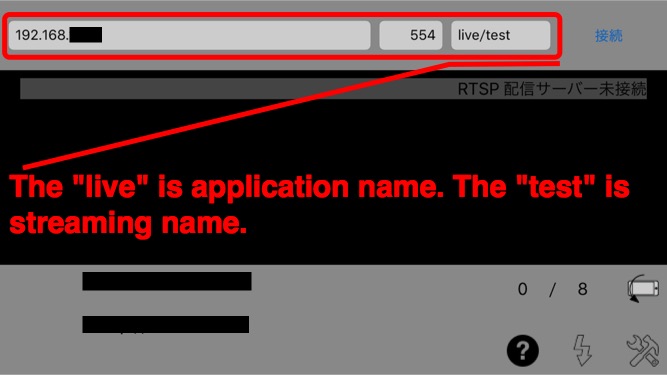 192.168.
554
live/test
接続
RTSP 配信サーバー未接続
The "live" is application name. The "test" is
streaming name.
0 / 8
?